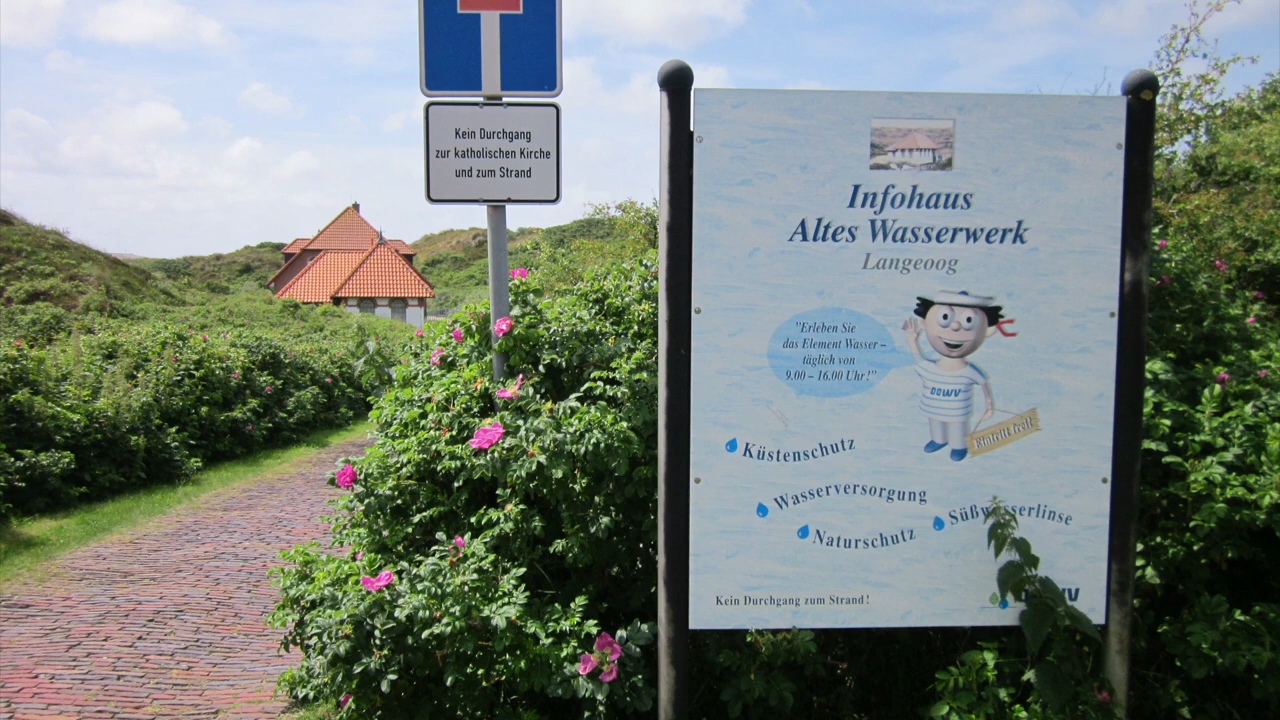 Kein Durchgang
zur katholischen Kirche
und zum Strand
Infohaus
Altes Wasserwerk
Langeoog
"Erleben Sie
das Element Wasser –
täglich von
9.00 – 16.00 Uhr!"
OOWV
Eintritt frei!
Küstenschutz
Wasserversorgung
Süßwasserlinse
Naturschutz
Kein Durchgang zum Strand!